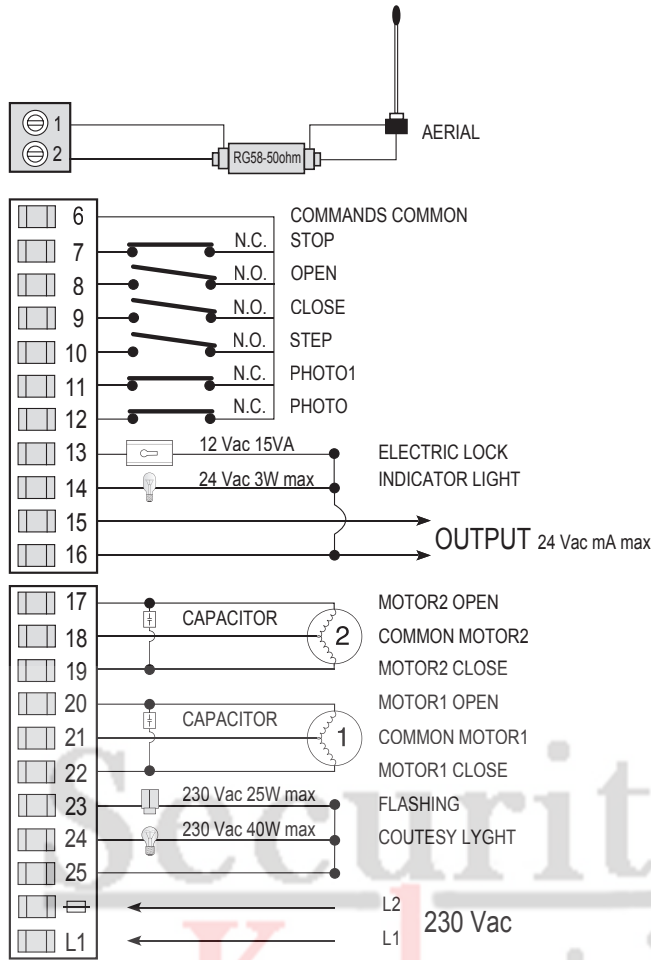 1
2
RG58-50ohm
AERIAL
6 COMMANDS COMMON
7 N.C. STOP
8 N.O. OPEN
9 N.O. CLOSE
10 N.O. STEP
11 N.C. PHOTO1
12 N.C. PHOTO
13 12 Vac 15VA ELECTRIC LOCK
14 24 Vac 3W max INDICATOR LIGHT
15
16
OUTPUT 24 Vac mA max
17 MOTOR2 OPEN
CAPACITOR
18 2 COMMON MOTOR2
19 MOTOR2 CLOSE
20 MOTOR1 OPEN
CAPACITOR
21 1 COMMON MOTOR1
22 MOTOR1 CLOSE
23 230 Vac 25W max FLASHING
24 230 Vac 40W max COUTESY LYGHT
25
L2
230 Vac
L1 L1
Securit